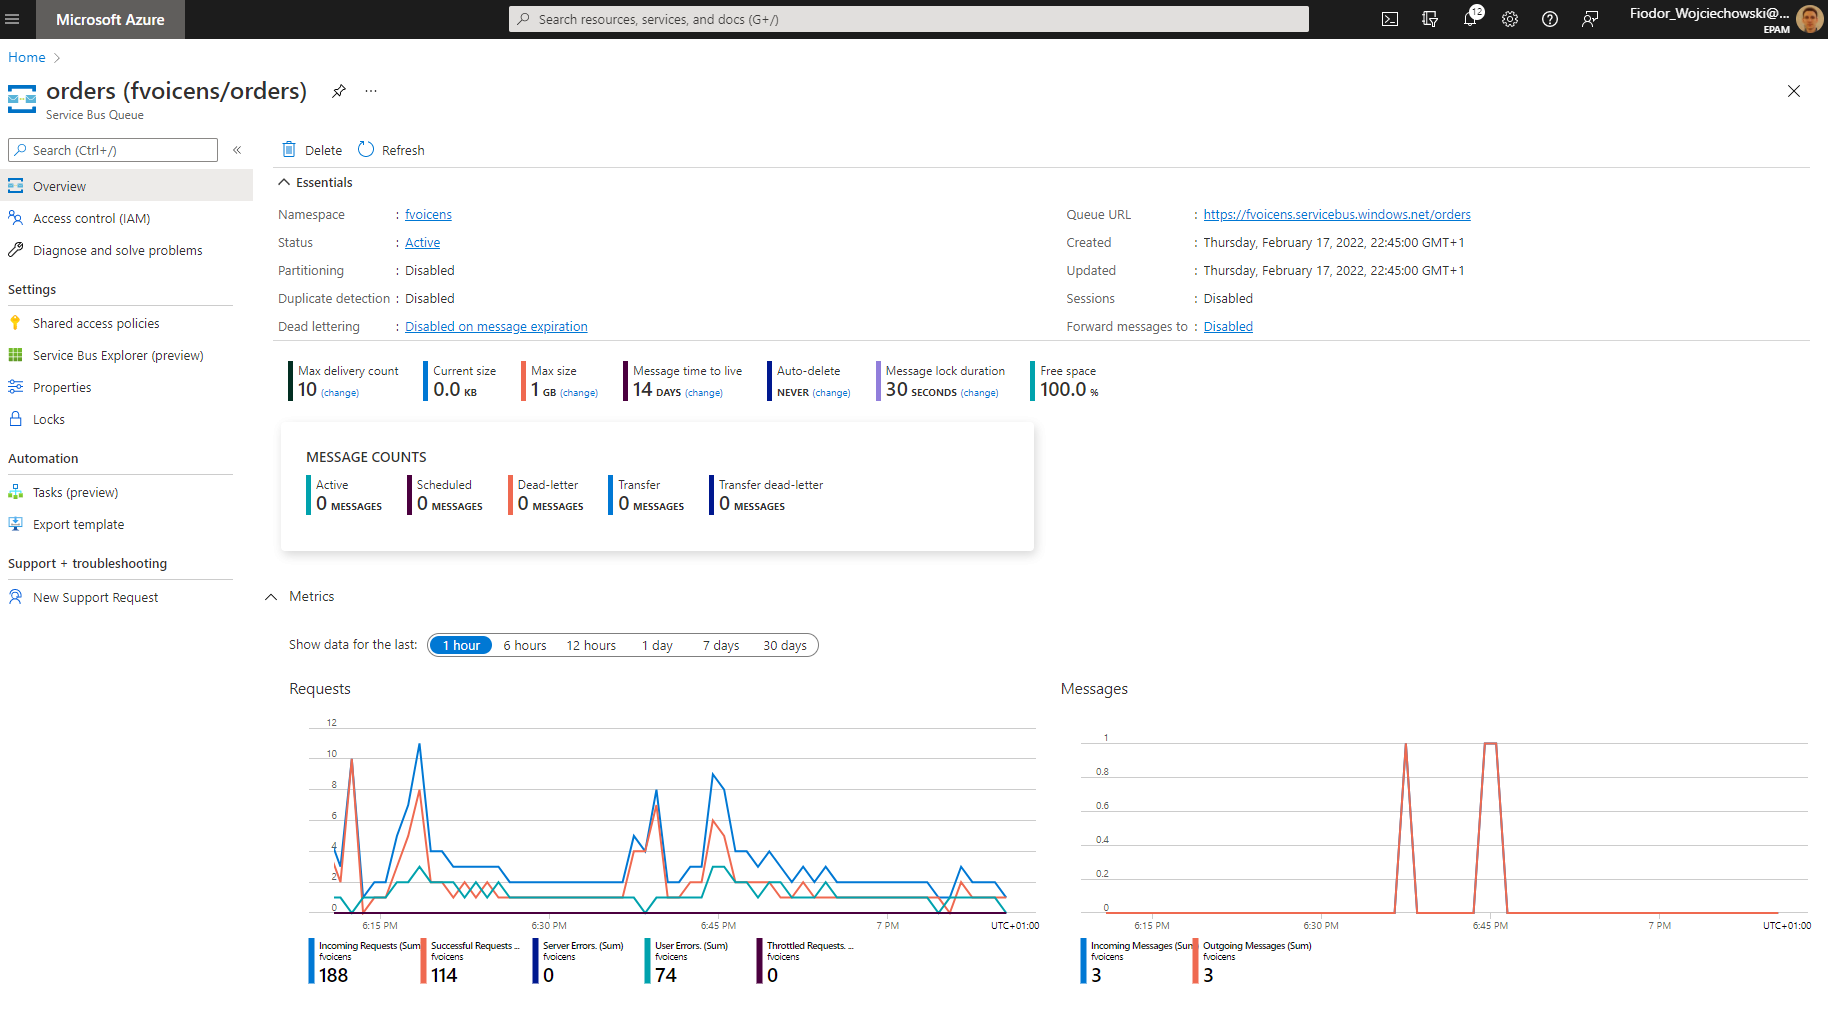 Microsoft Azure
Search resources, services, and docs (G+/)
12
Fiodor_Wojciechowski@...
EPAM
Home
orders (fvoicens/orders)
...
Service Bus Queue
Search (Ctrl+/)
«
Overview
Access control (IAM)
Diagnose and solve problems
Settings
Shared access policies
Service Bus Explorer (preview)
Properties
Locks
Automation
Tasks (preview)
Export template
Support + troubleshooting
New Support Request
Delete
Refresh
Essentials
Namespace : fvoicens
Status : Active
Partitioning : Disabled
Duplicate detection : Disabled
Dead lettering : Disabled on message expiration
Queue URL : https://fvoicens.servicebus.windows.net/orders
Created : Thursday, February 17, 2022, 22:45:00 GMT+1
Updated : Thursday, February 17, 2022, 22:45:00 GMT+1
Sessions : Disabled
Forward messages to : Disabled
Max delivery count
10 (change)
Current size
0.0 KB
Max size
1 GB (change)
Message time to live
14 DAYS (change)
Auto-delete
NEVER (change)
Message lock duration
30 SECONDS (change)
Free space
100.0 %
MESSAGE COUNTS
Active
0 MESSAGES
Scheduled
0 MESSAGES
Dead-letter
0 MESSAGES
Transfer
0 MESSAGES
Transfer dead-letter
0 MESSAGES
Metrics
Show data for the last: 1 hour 6 hours 12 hours 1 day 7 days 30 days
Requests
12
10
8
6
4
2
0
6:15 PM 6:30 PM 6:45 PM 7 PM UTC+01:00
Incoming Requests (Sum)
fvoicens
188
Successful Requests ...
fvoicens
114
Server Errors. (Sum)
fvoicens
0
User Errors. (Sum)
fvoicens
74
Throttled Requests. ...
fvoicens
0
Messages
1
0.8
0.6
0.4
0.2
0
6:15 PM 6:30 PM 6:45 PM 7 PM UTC+01:00
Incoming Messages (Sum)
fvoicens
3
Outgoing Messages (Sum)
fvoicens
3